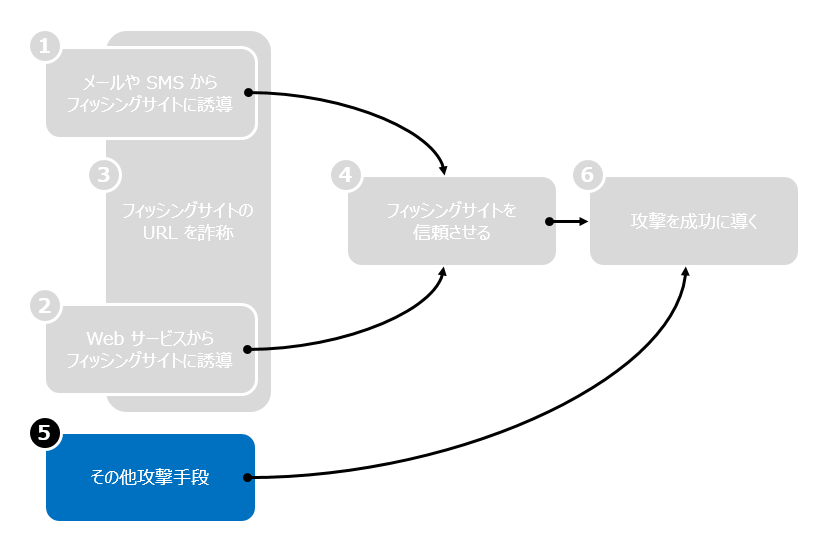 1
メールや SMS から
フィッシングサイトに誘導
3
フィッシングサイトの
URL を詐称
2
Web サービスから
フィッシングサイトに誘導
4
フィッシングサイトを
信頼させる
6
攻撃を成功に導く
5
その他攻撃手段